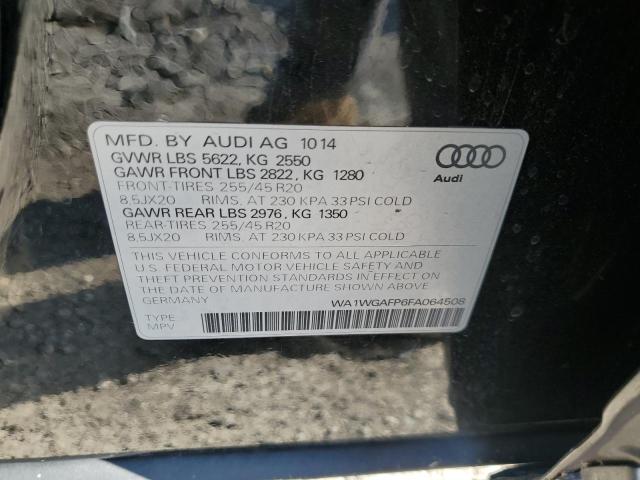 MFD. BY AUDI AG 10 14
GVWR LBS 5622, KG 2550
GAWR FRONT LBS 2822, KG 1280
FRONT-TIRES 255/45 R20
8,5JX20 RIMS, AT 230 KPA 33 PSI COLD
GAWR REAR LBS 2976, KG 1350
REAR-TIRES 255/45 R20
8,5JX20 RIMS, AT 230 KPA 33 PSI COLD
Audi
THIS VEHICLE CONFORMS TO ALL APPLICABLE
U.S. FEDERAL MOTOR VEHICLE SAFETY
STANDARDS IN EFFECT ON THE
DATE OF MANUFACTURE SHOWN ABOVE
GERMANY
WA1WGAFP6FA064508
TYPE:
MPV